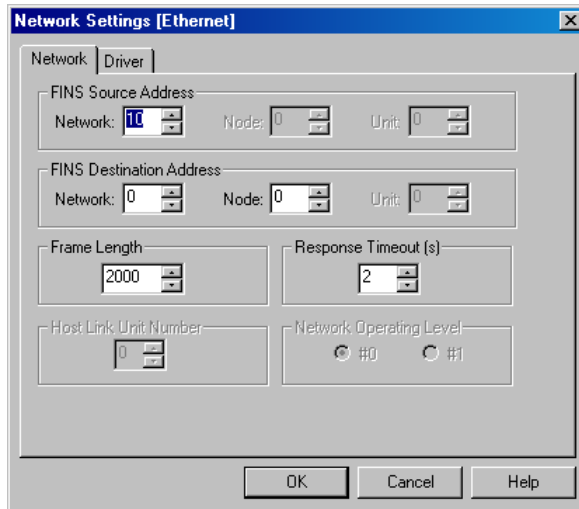 Network Settings [Ethernet]
Network Driver
FINS Source Address
Network: 10 Node: 0 Unit: 0
FINS Destination Address
Network: 0 Node: 0 Unit: 0
Frame Length Response Timeout (s)
2000 2
Host Link Unit Number Network Operating Level
0 #0 #1
OK Cancel Help